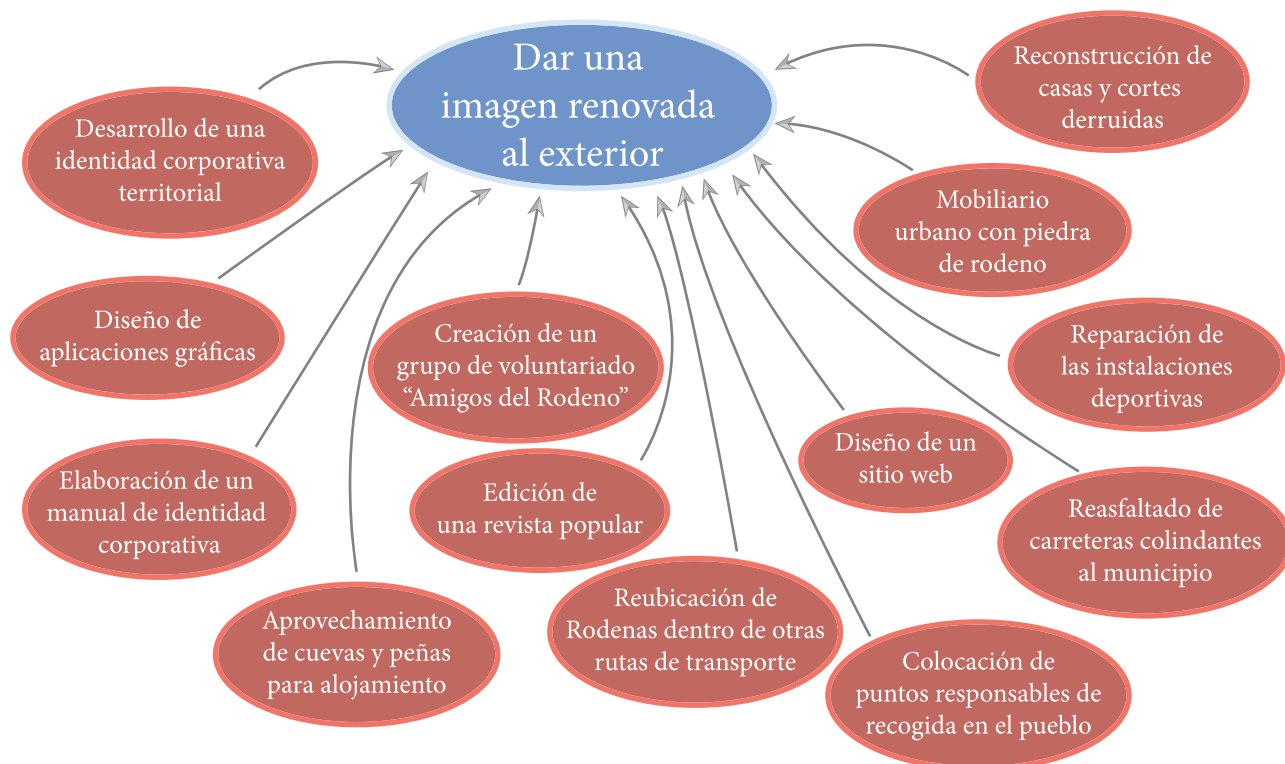 Dar una
imagen renovada
al exterior
Reconstrucción de
casas y cortes
derruidas
Desarrollo de una
identidad corporativa
territorial
Mobiliario
urbano con piedra
de rodeno
Diseño de
aplicaciones gráficas
Creación de un
grupo de voluntariado
“Amigos del Rodeno”
Reparación de
las instalaciones
deportivas
Diseño de un
sitio web
Elaboración de un
manual de identidad
corporativa
Edición de
una revista popular
Reasfaltado de
carreteras colindantes
al municipio
Aprovechamiento
de cuevas y peñas
para alojamiento
Reubicación de
Rodenas dentro de otras
rutas de transporte
Colocación de
puntos responsables de
recogida en el pueblo